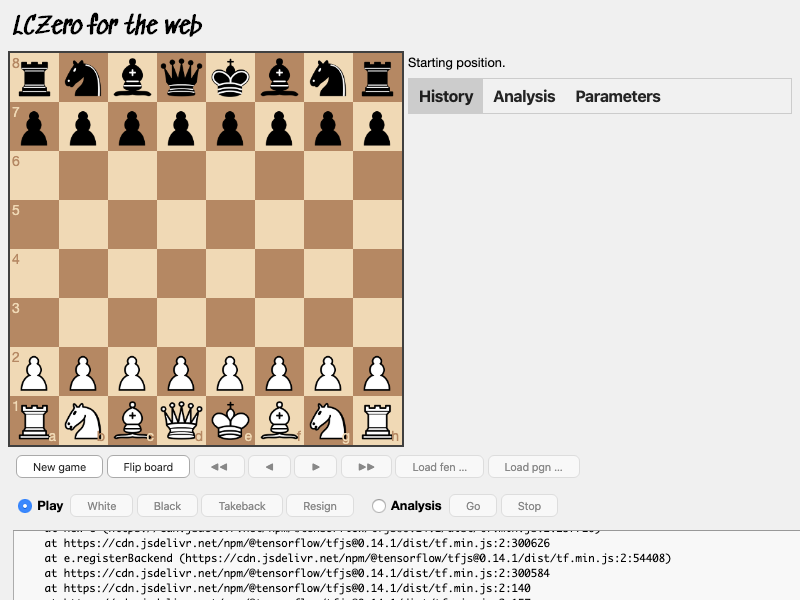 LCZero for the web
Starting position.
History Analysis Parameters
8
7
6
5
4
3
2
1 a b c d e f g h
New game Flip board Load fen ... Load pgn ...
Play White Black Takeback Resign Analysis Go Stop
at https://cdn.jsdelivr.net/npm/@tensorflow/tfjs@0.14.1/dist/tf.min.js:2:300626
at e.registerBackend (https://cdn.jsdelivr.net/npm/@tensorflow/tfjs@0.14.1/dist/tf.min.js:2:54408)
at https://cdn.jsdelivr.net/npm/@tensorflow/tfjs@0.14.1/dist/tf.min.js:2:300584
at https://cdn.jsdelivr.net/npm/@tensorflow/tfjs@0.14.1/dist/tf.min.js:2:140